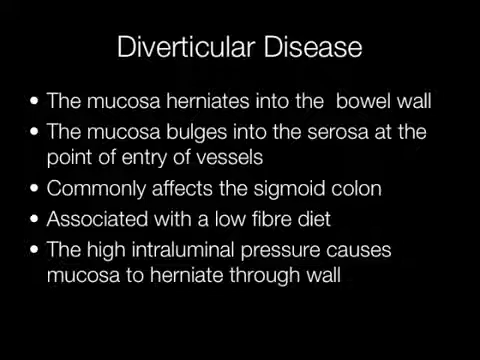 Diverticular Disease
• The mucosa herniates into the bowel wall
• The mucosa bulges into the serosa at the
point of entry of vessels
• Commonly affects the sigmoid colon
• Associated with a low fibre diet
• The high intraluminal pressure causes
mucosa to herniate through wall